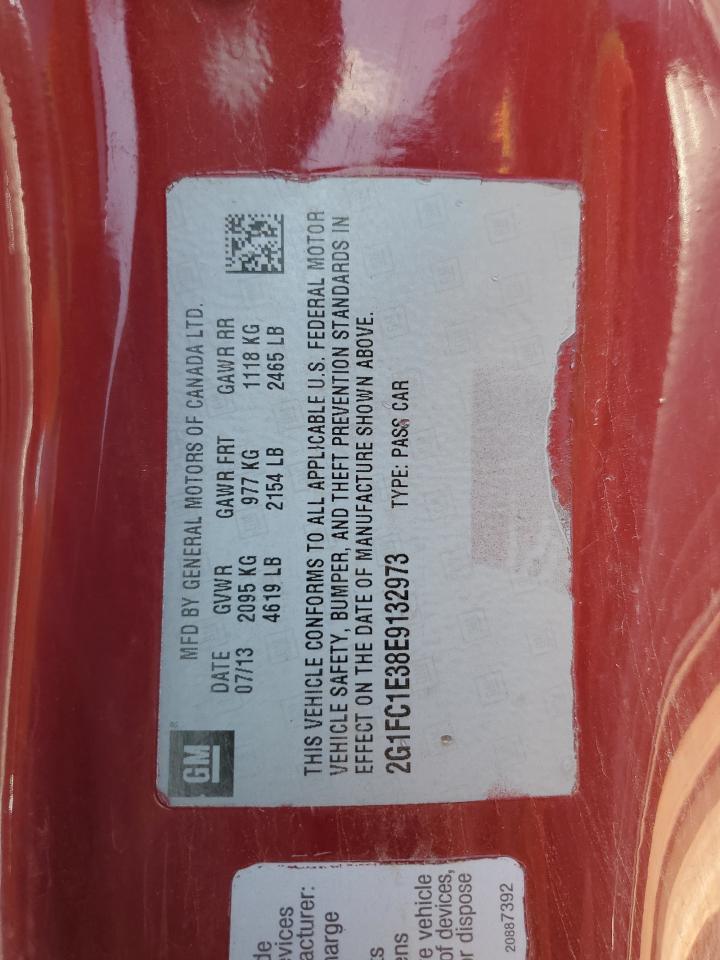 GM
MFD BY GENERAL MOTORS OF CANADA LTD.
DATE GVWR GAWR FRT GAWR RR
07/13 2095 KG 977 KG 1118 KG
4619 LB 2154 LB 2465 LB
THIS VEHICLE CONFORMS TO ALL APPLICABLE U.S. FEDERAL MOTOR
VEHICLE SAFETY, BUMPER, AND THEFT PREVENTION STANDARDS IN
EFFECT ON THE DATE OF MANUFACTURE SHOWN ABOVE.
2G1FC1E38E9132973 TYPE: PASS CAR
de
evices
acturer:
harge
ts
ens
e vehicle
of devices,
or dispose
20887392